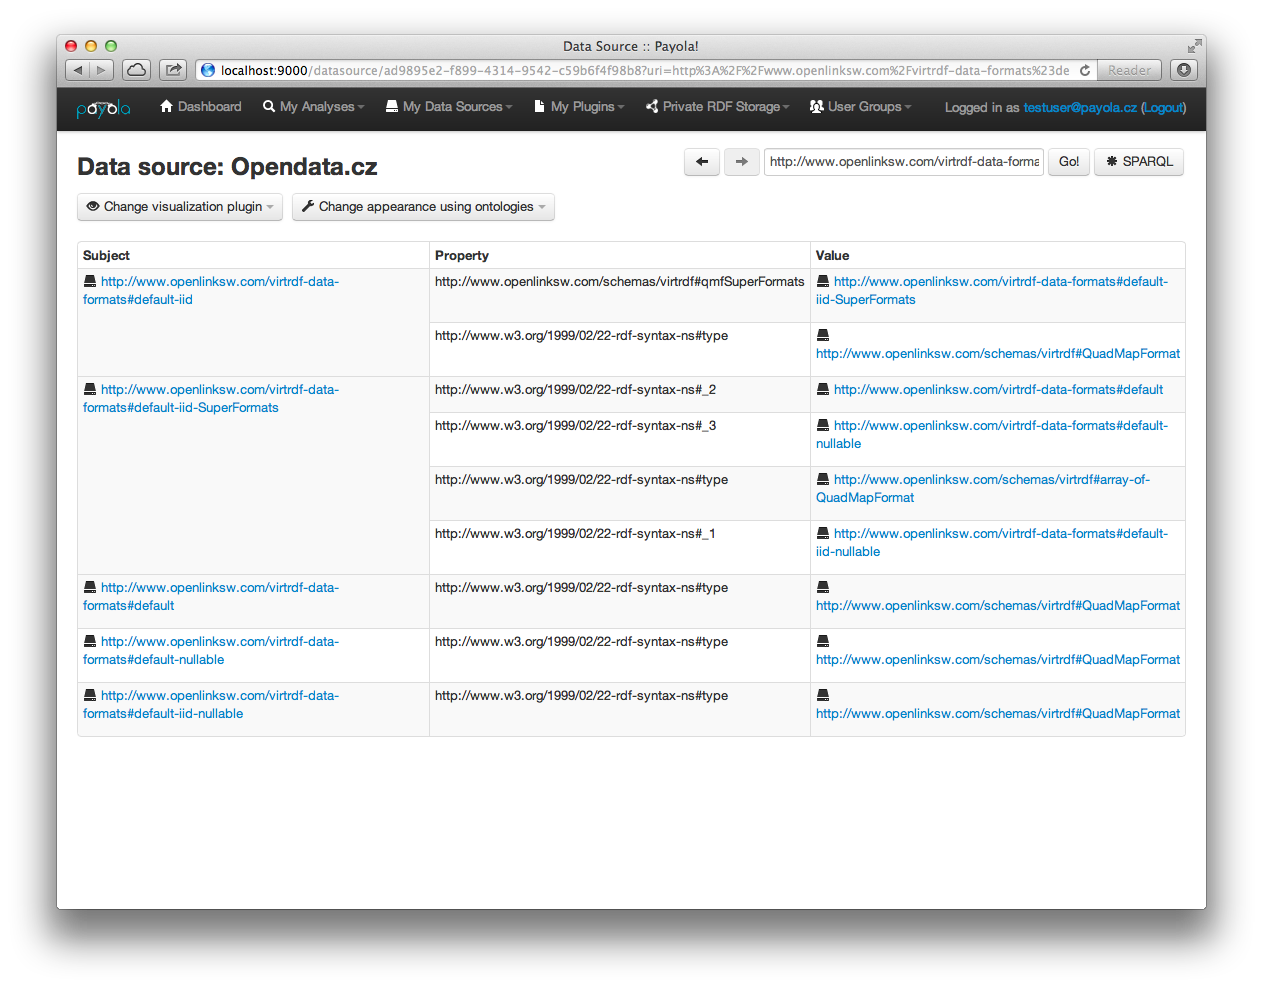 Data Source :: Payola!
localhost:9000/datasource/ad9895e2-f899-4314-9542-c59b6f4f98b8?uri=http%3A%2F%2Fwww.openlinksw.com%2Fvirtrdf-data-formats%23de
Reader
payola
Dashboard My Analyses My Data Sources My Plugins Private RDF Storage User Groups Logged in as testuser@payola.cz (Logout)
Data source: Opendata.cz
http://www.openlinksw.com/virtrdf-data-forma Go! SPARQL
Change visualization plugin Change appearance using ontologies
Subject Property Value
http://www.openlinksw.com/virtrdf-data-
formats#default-iid
http://www.openlinksw.com/schemas/virtrdf#qmfSuperFormats
http://www.openlinksw.com/virtrdf-data-formats#default-
iid-SuperFormats
http://www.w3.org/1999/02/22-rdf-syntax-ns#type
http://www.openlinksw.com/schemas/virtrdf#QuadMapFormat
http://www.openlinksw.com/virtrdf-data-
formats#default-iid-SuperFormats
http://www.w3.org/1999/02/22-rdf-syntax-ns#_2
http://www.openlinksw.com/virtrdf-data-formats#default
http://www.w3.org/1999/02/22-rdf-syntax-ns#_3
http://www.openlinksw.com/virtrdf-data-formats#default-
nullable
http://www.w3.org/1999/02/22-rdf-syntax-ns#type
http://www.openlinksw.com/schemas/virtrdf#array-of-
QuadMapFormat
http://www.w3.org/1999/02/22-rdf-syntax-ns#_1
http://www.openlinksw.com/virtrdf-data-formats#default-
iid-nullable
http://www.openlinksw.com/virtrdf-data-
formats#default
http://www.w3.org/1999/02/22-rdf-syntax-ns#type
http://www.openlinksw.com/schemas/virtrdf#QuadMapFormat
http://www.openlinksw.com/virtrdf-data-
formats#default-nullable
http://www.w3.org/1999/02/22-rdf-syntax-ns#type
http://www.openlinksw.com/schemas/virtrdf#QuadMapFormat
http://www.openlinksw.com/virtrdf-data-
formats#default-iid-nullable
http://www.w3.org/1999/02/22-rdf-syntax-ns#type
http://www.openlinksw.com/schemas/virtrdf#QuadMapFormat